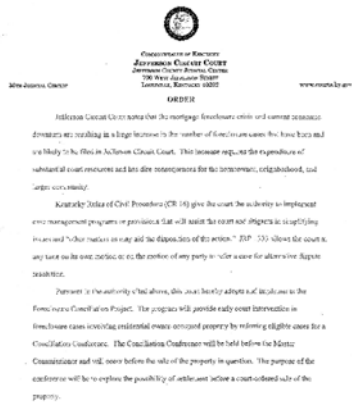 COMMONWEALTH OF KENTUCKY
JEFFERSON CIRCUIT COURT
JEFFERSON COUNTY JUDICIAL CENTER
700 WEST JEFFERSON STREET
30TH JUDICIAL CIRCUIT LOUISVILLE, KENTUCKY 40202 www.courts.ky.gov
ORDER
Jefferson Circuit Court notes that the mortgage foreclosure crisis and current economic
downturn are resulting in a large increase in the number of foreclosure cases that have been and
are likely to be filed in Jefferson Circuit Court. This increase requires the expenditure of
substantial court resources and has dire consequences for the homeowner, neighborhood, and
larger community.
Kentucky Rules of Civil Procedure (CR 16) give the court the authority to implement
case management programs or provisions that will assist the court and litigants in simplifying
issues and "other matters as may aid the disposition of the action." allows the court at
any time on its own motion or on the motion of any party to refer a case for alternative dispute
resolution.
Pursuant to the authority cited above, this court hereby adopts and implements the
Foreclosure Conciliation Project. The program will provide early court intervention in
foreclosure cases involving residential owner-occupied property by referring eligible cases for a
Conciliation Conference. The Conciliation Conference will be held before the Master
Commissioner and will occur before the sale of the property in question. The purpose of the
conference will be to explore the possibility of settlement before a court-ordered sale of the
property.